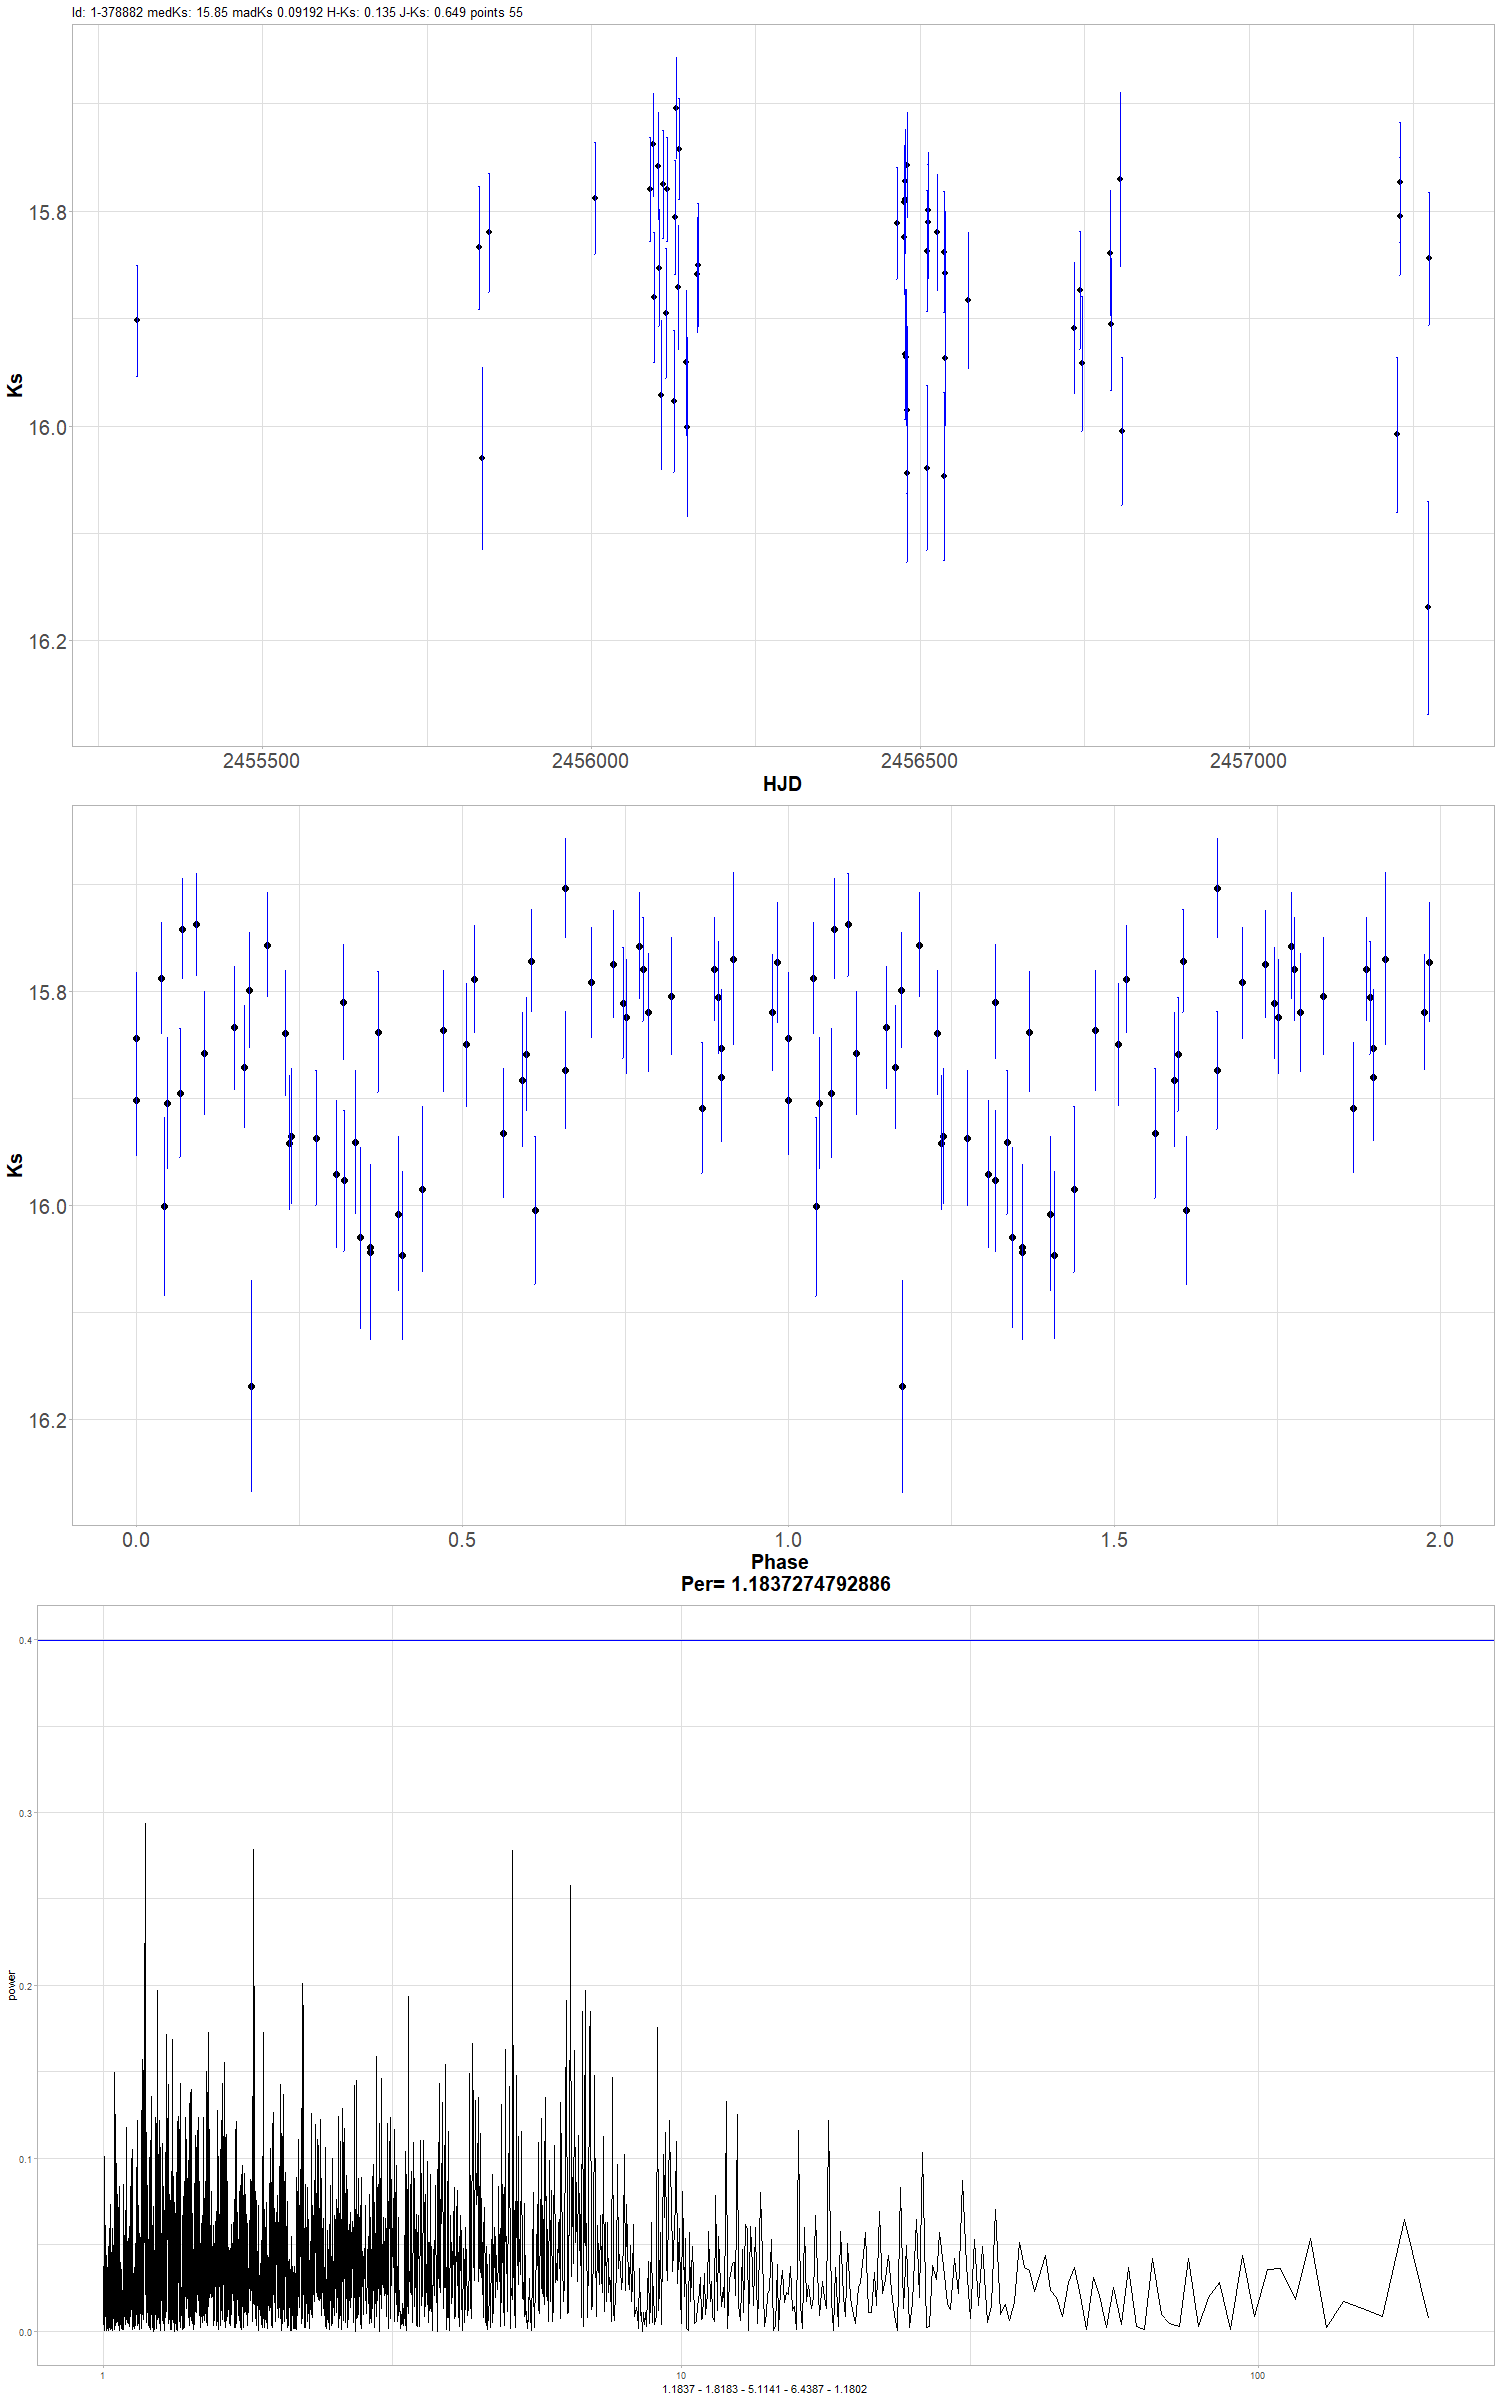 Id: 1-378882 medKs: 15.85 madKs 0.09192 H-Ks: 0.135 J-Ks: 0.649 points 55
Ks
15.8
16.0
16.2
2455500 2456000 2456500 2457000
HJD
Ks
15.8
16.0
16.2
0.0 0.5 1.0 1.5 2.0
Phase
Per= 1.1837274792886
power
0.4
0.3
0.2
0.1
0.0
1 10 100
1.1837 - 1.8183 - 5.1141 - 6.4387 - 1.1802